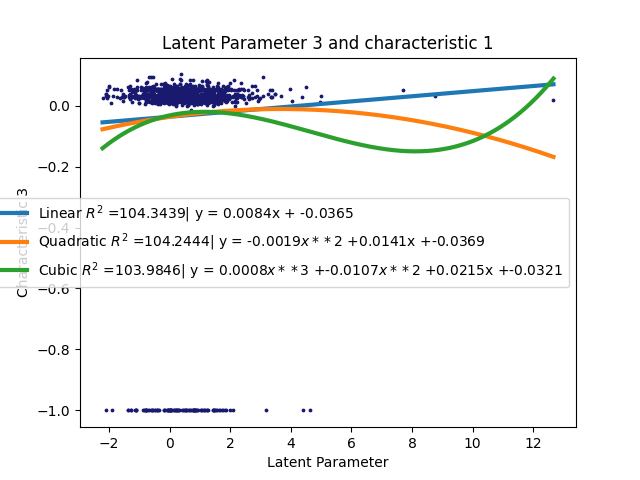 Latent Parameter 3 and characteristic 1
Characteristic 3
0.0
−0.2
−0.4
−0.6
−0.8
−1.0
Linear R² =104.3439| y = 0.0084x + -0.0365
Quadratic R² =104.2444| y = -0.0019x * * 2 +0.0141x +-0.0369
Cubic R² =103.9846| y = 0.0008x * * 3 +-0.0107x * * 2 +0.0215x +-0.0321
−2 0 2 4 6 8 10 12
Latent Parameter